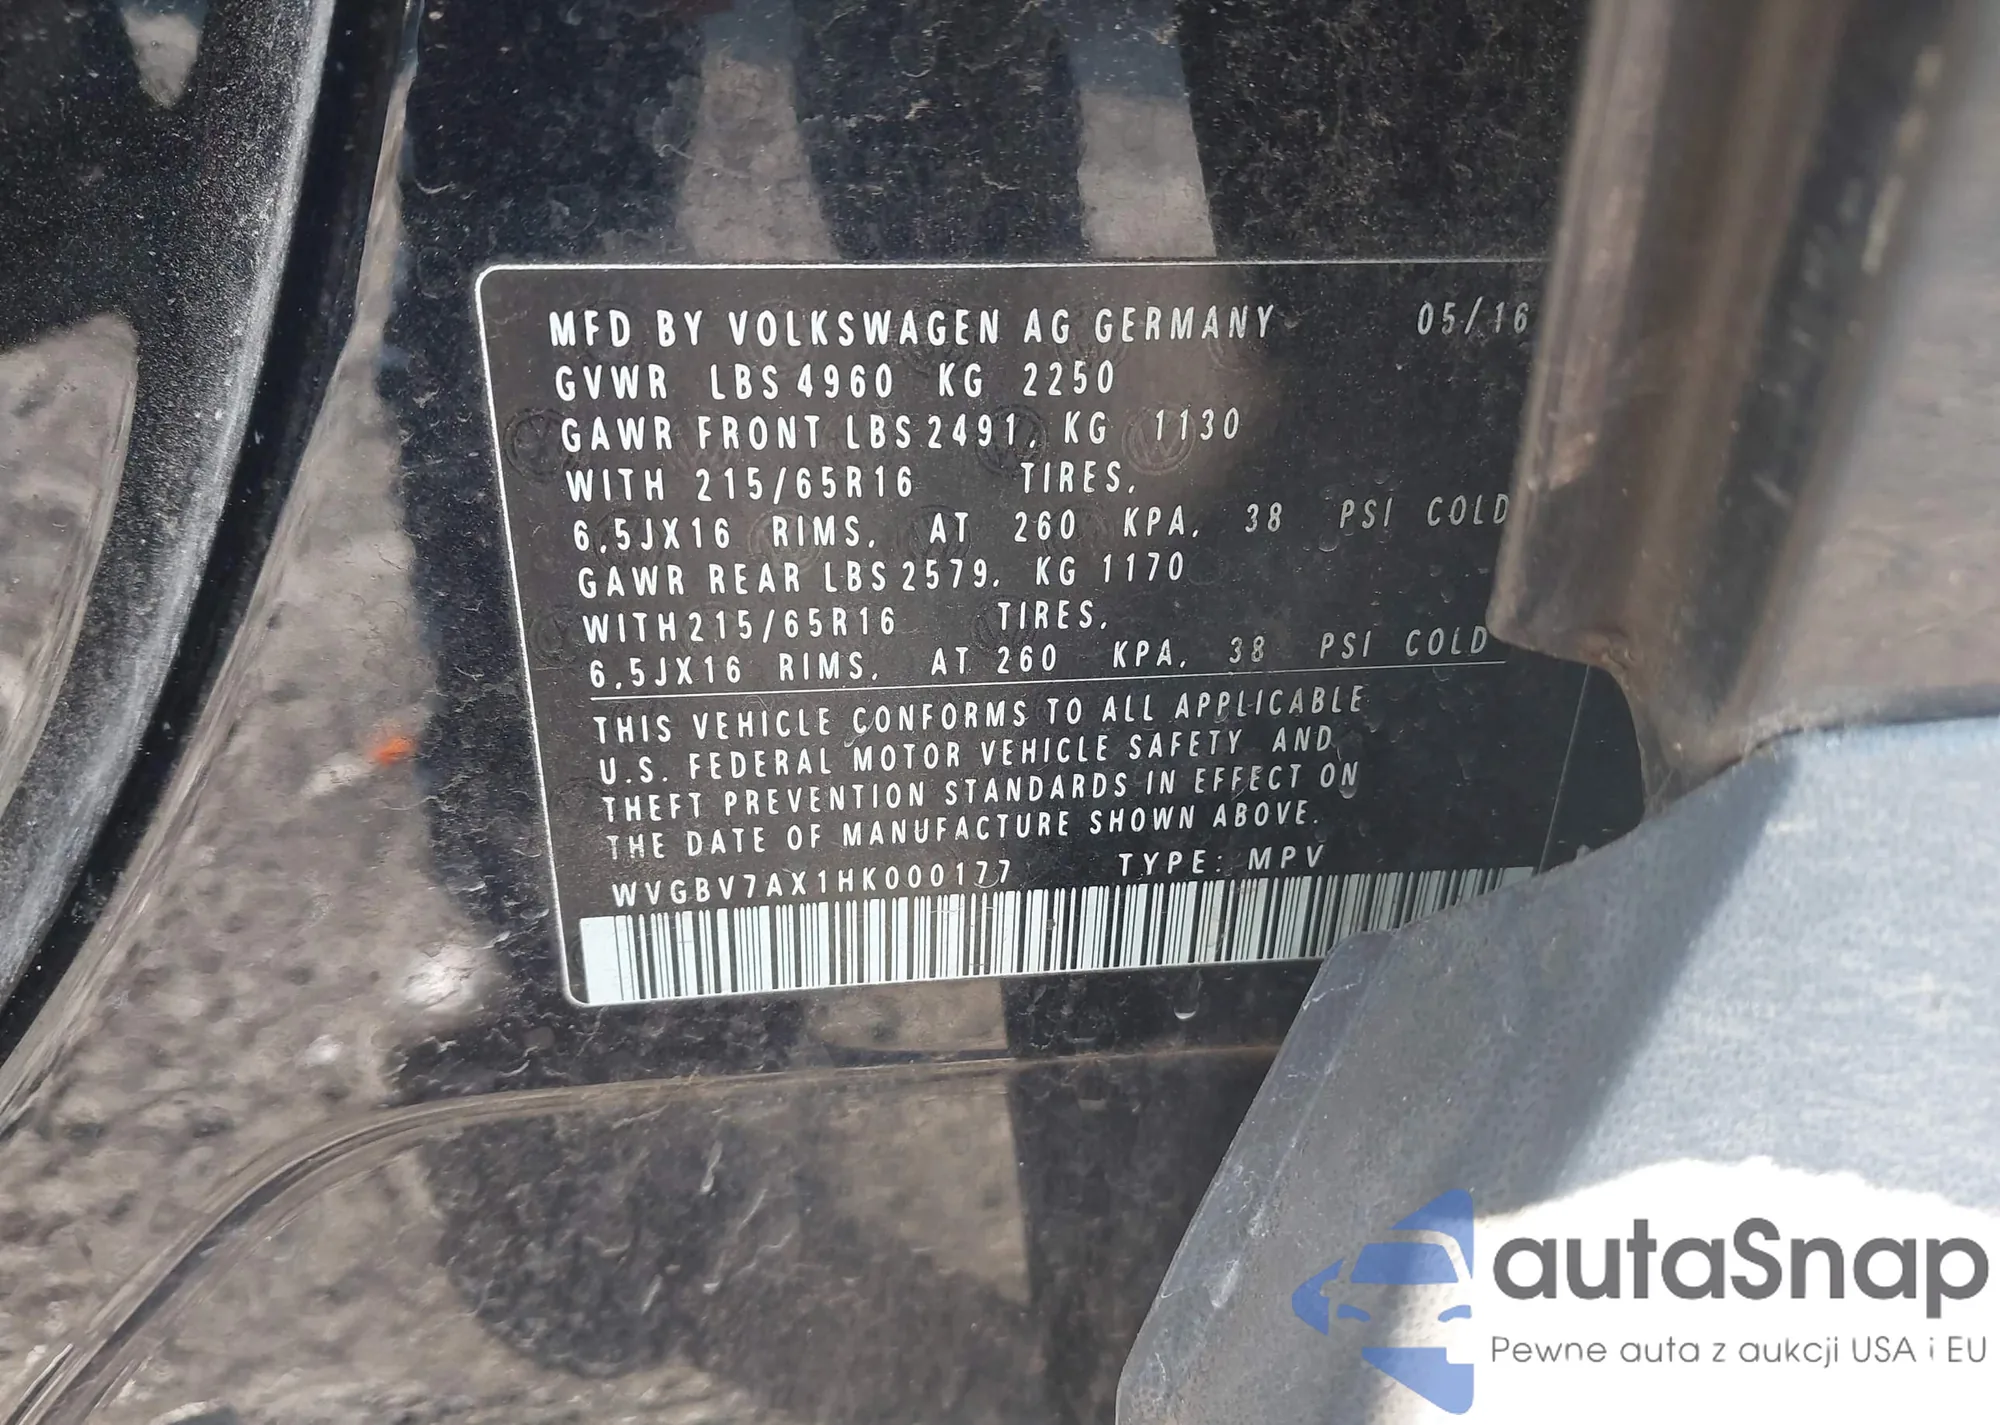 MFD BY VOLKSWAGEN AG GERMANY 05/16
GVWR LBS 4960 KG 2250
GAWR FRONT LBS 2491, KG 1130
WITH 215/65R16 TIRES,
6,5JX16 RIMS, AT 260 KPA, 38 PSI COLD
GAWR REAR LBS 2579, KG 1170
WITH 215/65R16 TIRES,
6,5JX16 RIMS, AT 260 KPA, 38 PSI COLD
THIS VEHICLE CONFORMS TO ALL APPLICABLE
U.S. FEDERAL MOTOR VEHICLE SAFETY AND
THEFT PREVENTION STANDARDS IN EFFECT ON
THE DATE OF MANUFACTURE SHOWN ABOVE.
WVGBV7AX1HK000177 TYPE: MPV
autaSnap
Pewne auta z aukcji USA i EU